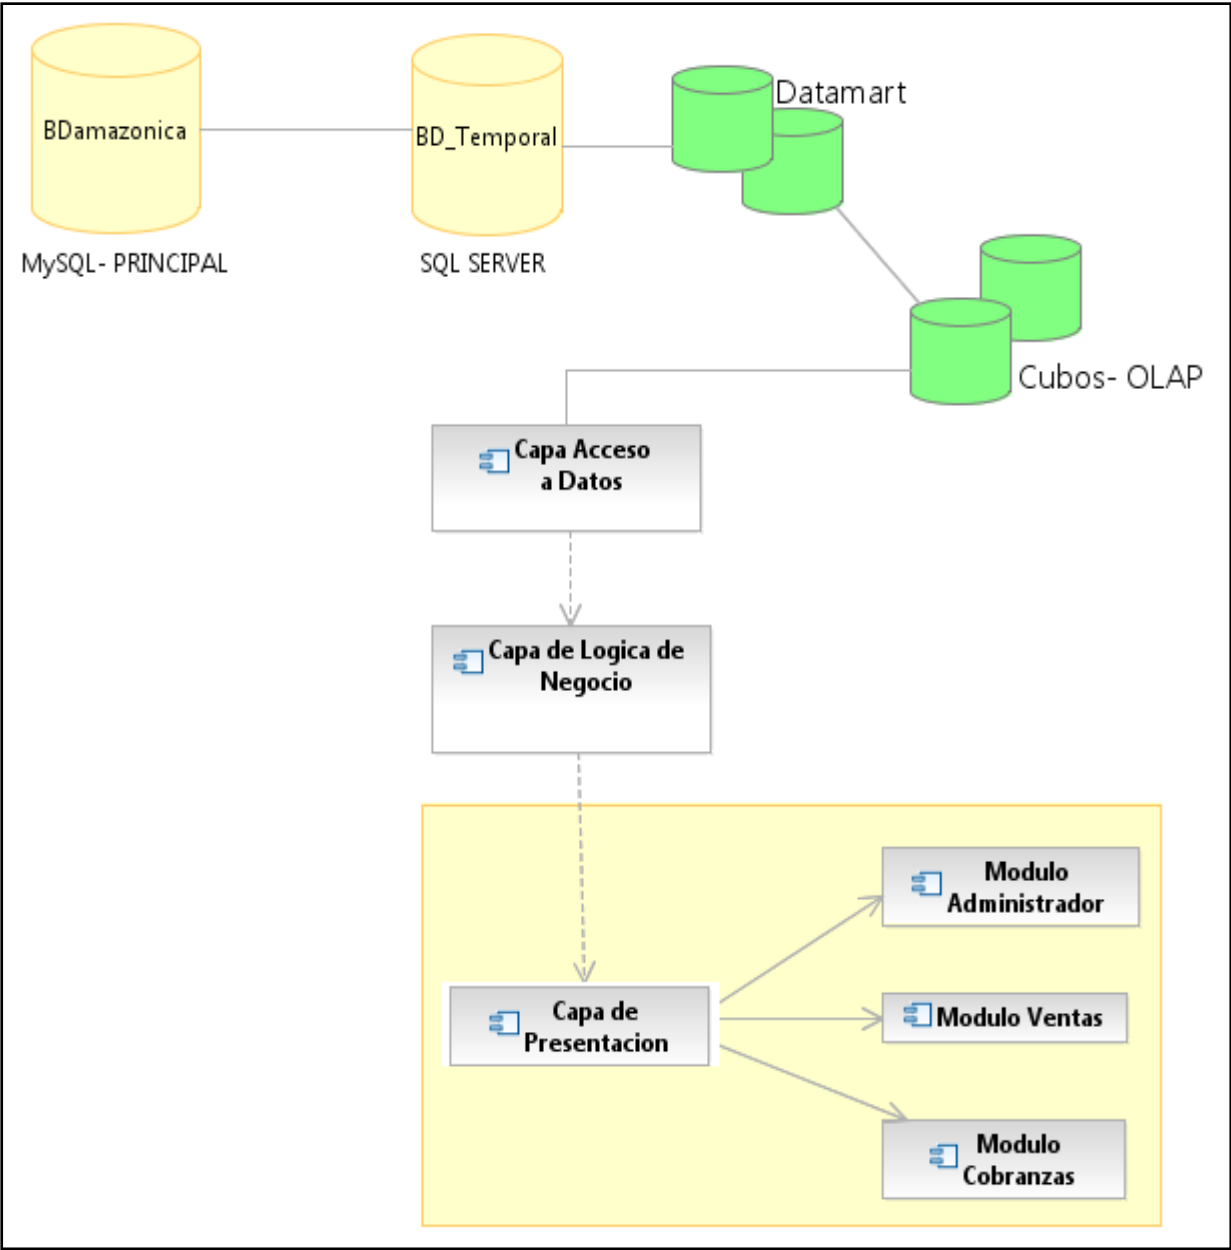 Datamart
BDamazonica
BD_Temporal
MySQL- PRINCIPAL
SQL SERVER
Cubos- OLAP
Capa Acceso
a Datos
Capa de Logica de
Negocio
Modulo
Administrador
Capa de
Presentacion
Modulo Ventas
Modulo
Cobranzas